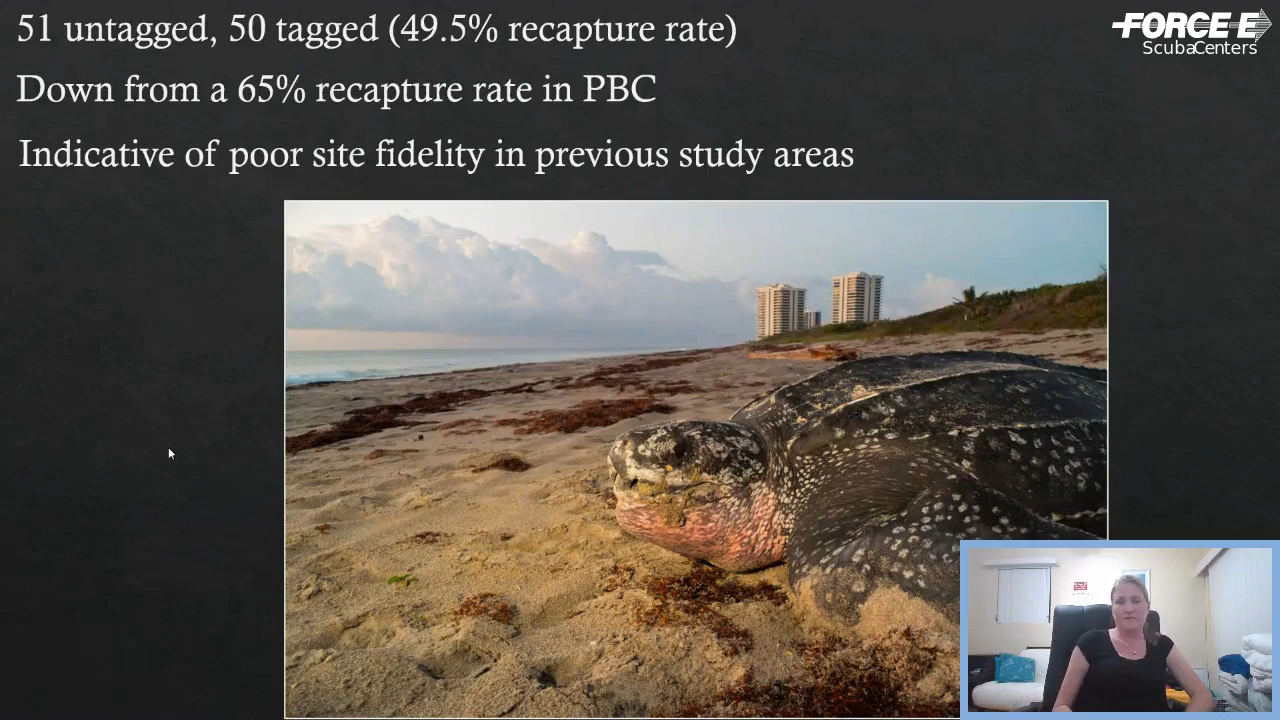 51 untagged, 50 tagged (49.5% recapture rate)
FORCE E
ScubaCenters
Down from a 65% recapture rate in PBC
Indicative of poor site fidelity in previous study areas